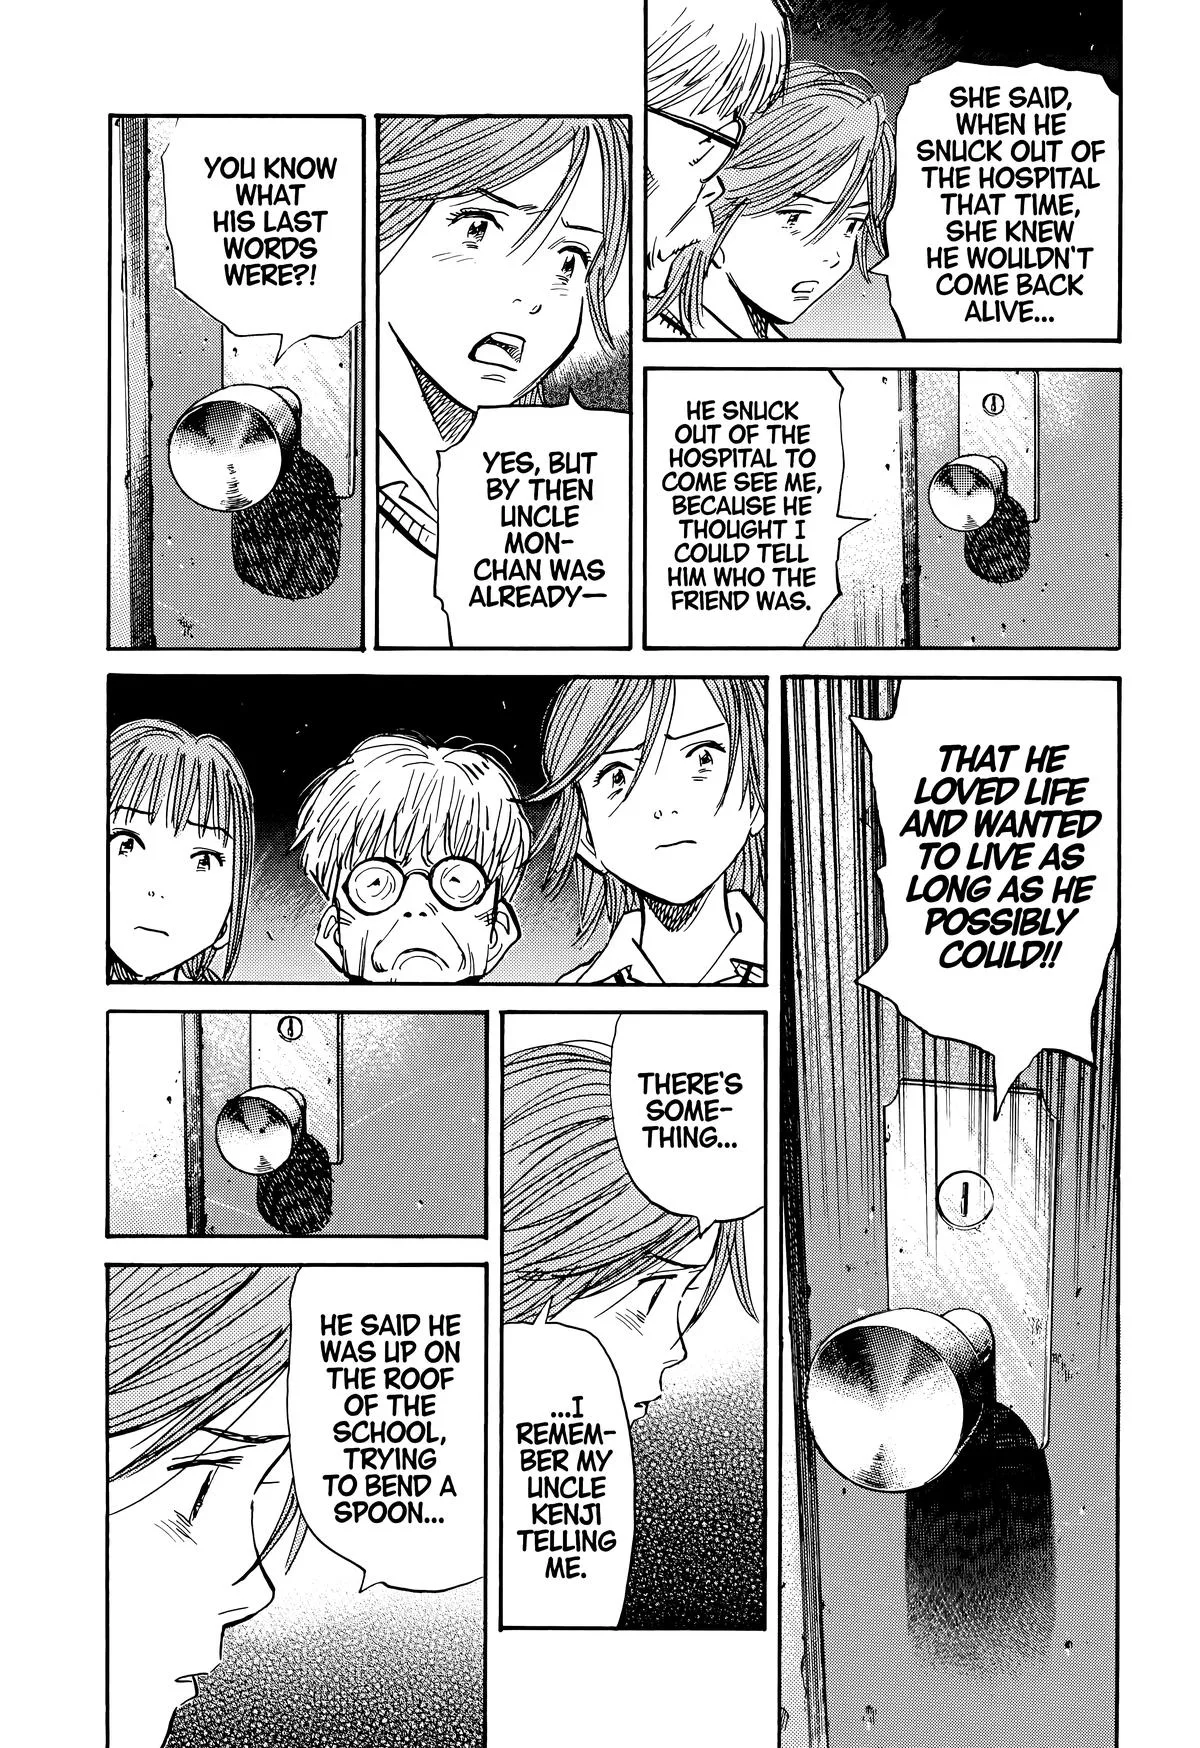 SHE SAID,
WHEN HE
SNUCK OUT OF
THE HOSPITAL
THAT TIME,
SHE KNEW
HE WOULDN'T
COME BACK
ALIVE...
YES, BUT
BY THEN
UNCLE
MON-
CHAN WAS
ALREADY—
YOU KNOW
WHAT
HIS LAST
WORDS
WERE?!
HE SNUCK
OUT OF THE
HOSPITAL TO
COME SEE ME,
BECAUSE HE
THOUGHT I
COULD TELL
HIM WHO THE
FRIEND WAS.
THAT HE
LOVED LIFE
AND WANTED
TO LIVE AS
LONG AS HE
POSSIBLY
COULD!!
THERE'S
SOME-
THING...
...I
REMEM-
BER MY
UNCLE
KENJI
TELLING
ME.
HE SAID HE
WAS UP ON
THE ROOF
OF THE
SCHOOL,
TRYING
TO BEND A
SPOON...